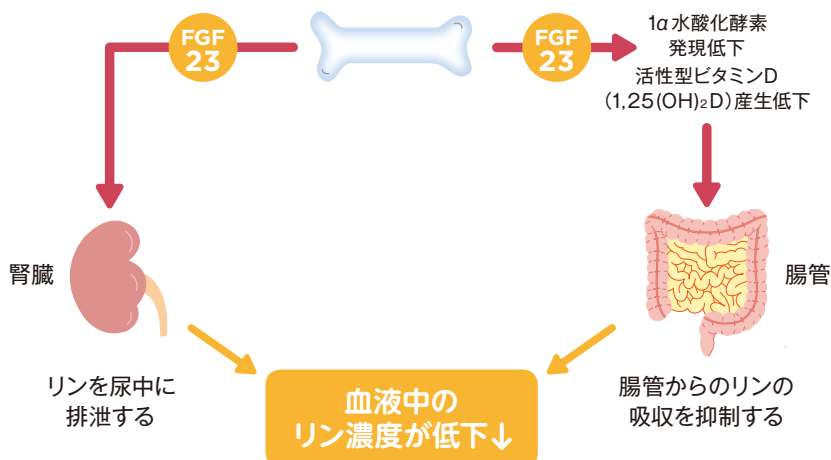 FGF
23
FGF
23
1α水酸化酵素
発現低下
活性型ビタミンD
（1,25(OH)₂D）産生低下
腎臓
腸管
リンを尿中に
排泄する
血液中の
リン濃度が低下↓
腸管からのリンの
吸収を抑制する